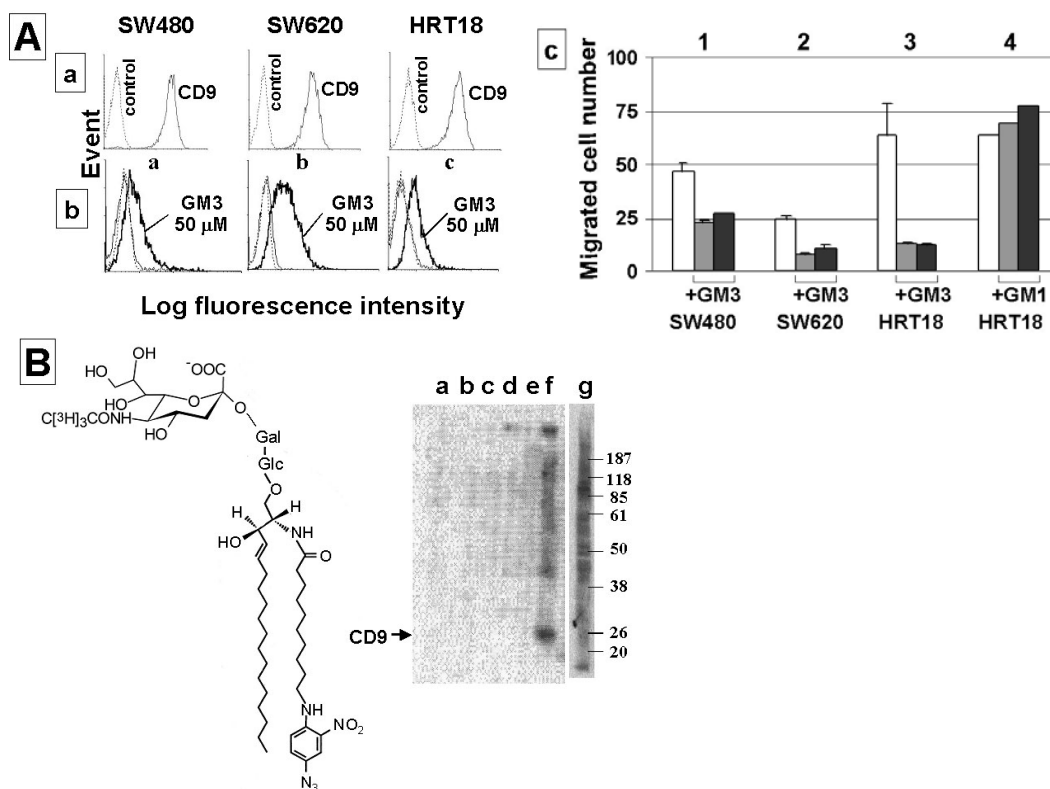 A
SW480 SW620 HRT18
a
control CD9 control CD9 control CD9
Event
a b c
b
GM3 GM3 GM3
50 μM 50 μM 50 μM
Log fluorescence intensity
c
1 2 3 4
Migrated cell number
100
75
50
25
0
+GM3 +GM3 +GM3 +GM1
SW480 SW620 HRT18 HRT18
B
OH
HO
⁻OOC
HO
O
O
C[³H]₃COHN
HO
Gal
Glc
O
H
H
HO
NH
O
NH
NO₂
N₃
a b c d e f g
187
118
85
61
50
38
CD9
26
20